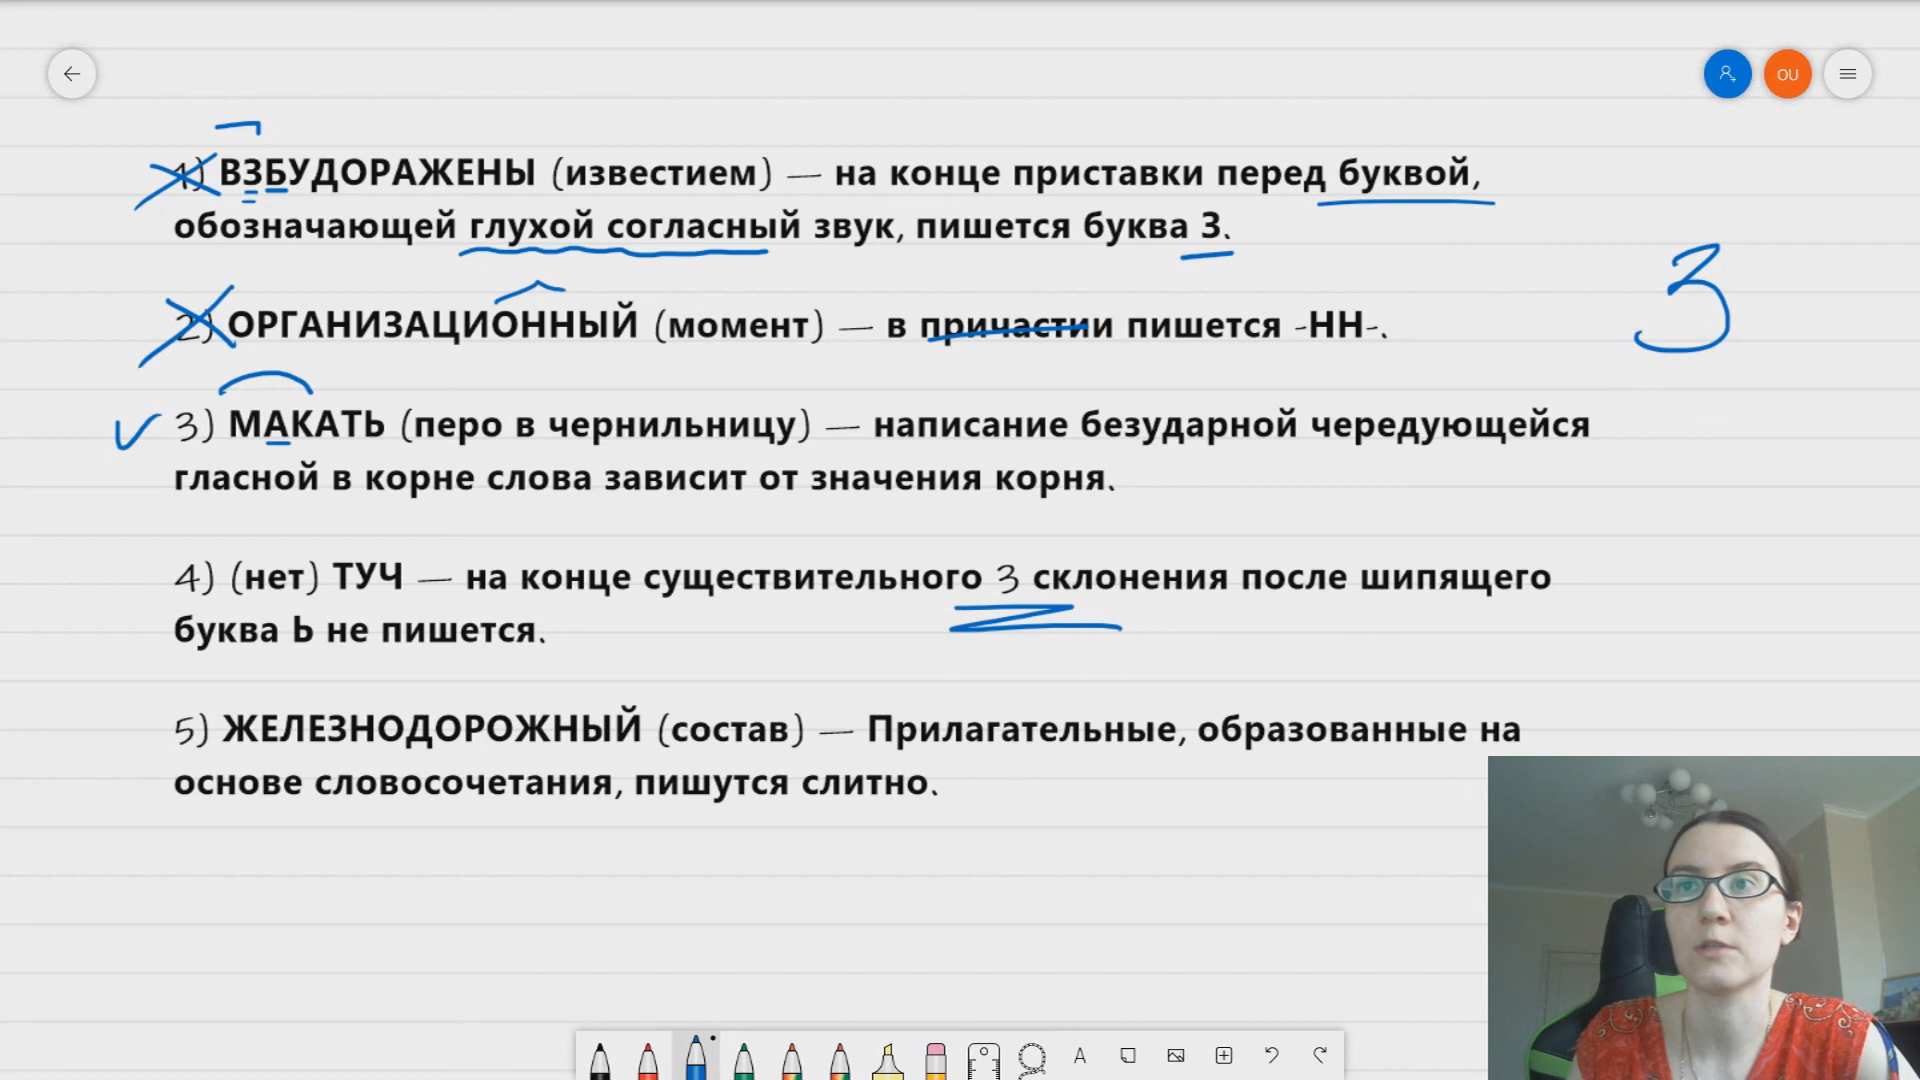 OU
1) ВЗБУДОРАЖЕНЫ (известием) — на конце приставки перед буквой,
обозначающей глухой согласный звук, пишется буква З.
2) ОРГАНИЗАЦИОННЫЙ (момент) — в причастии пишется -НН-.
3
3) МАКАТЬ (перо в чернильницу) — написание безударной чередующейся
гласной в корне слова зависит от значения корня.
4) (нет) ТУЧ — на конце существительного 3 склонения после шипящего
буква Ь не пишется.
5) ЖЕЛЕЗНОДОРОЖНЫЙ (состав) — Прилагательные, образованные на
основе словосочетания, пишутся слитно.
A